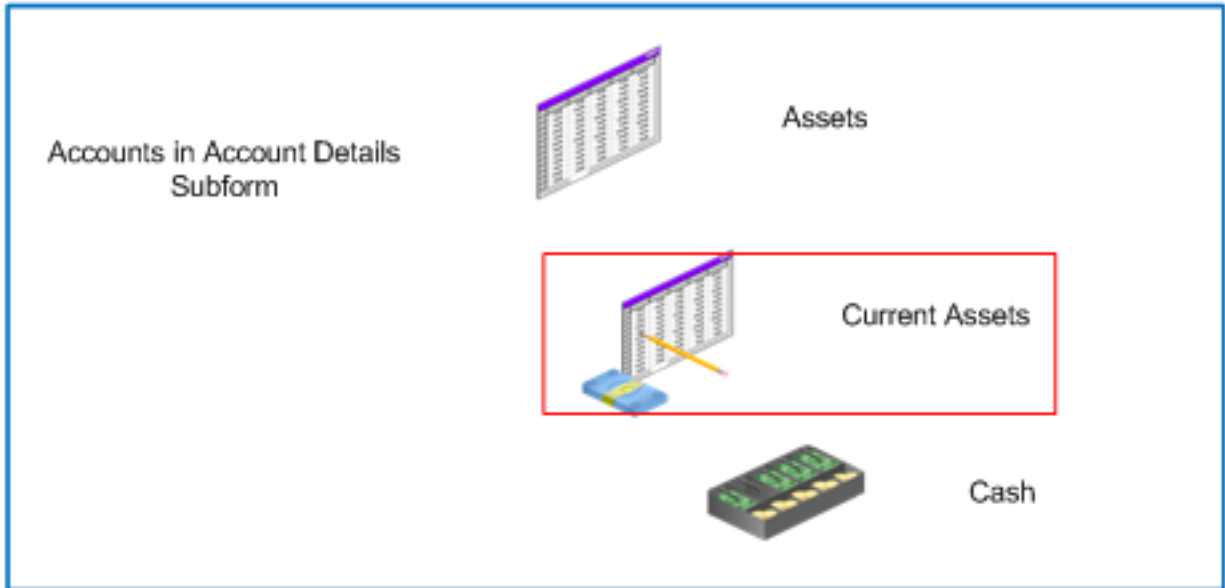 Assets
Accounts in Account Details
Subform
Current Assets
Cash